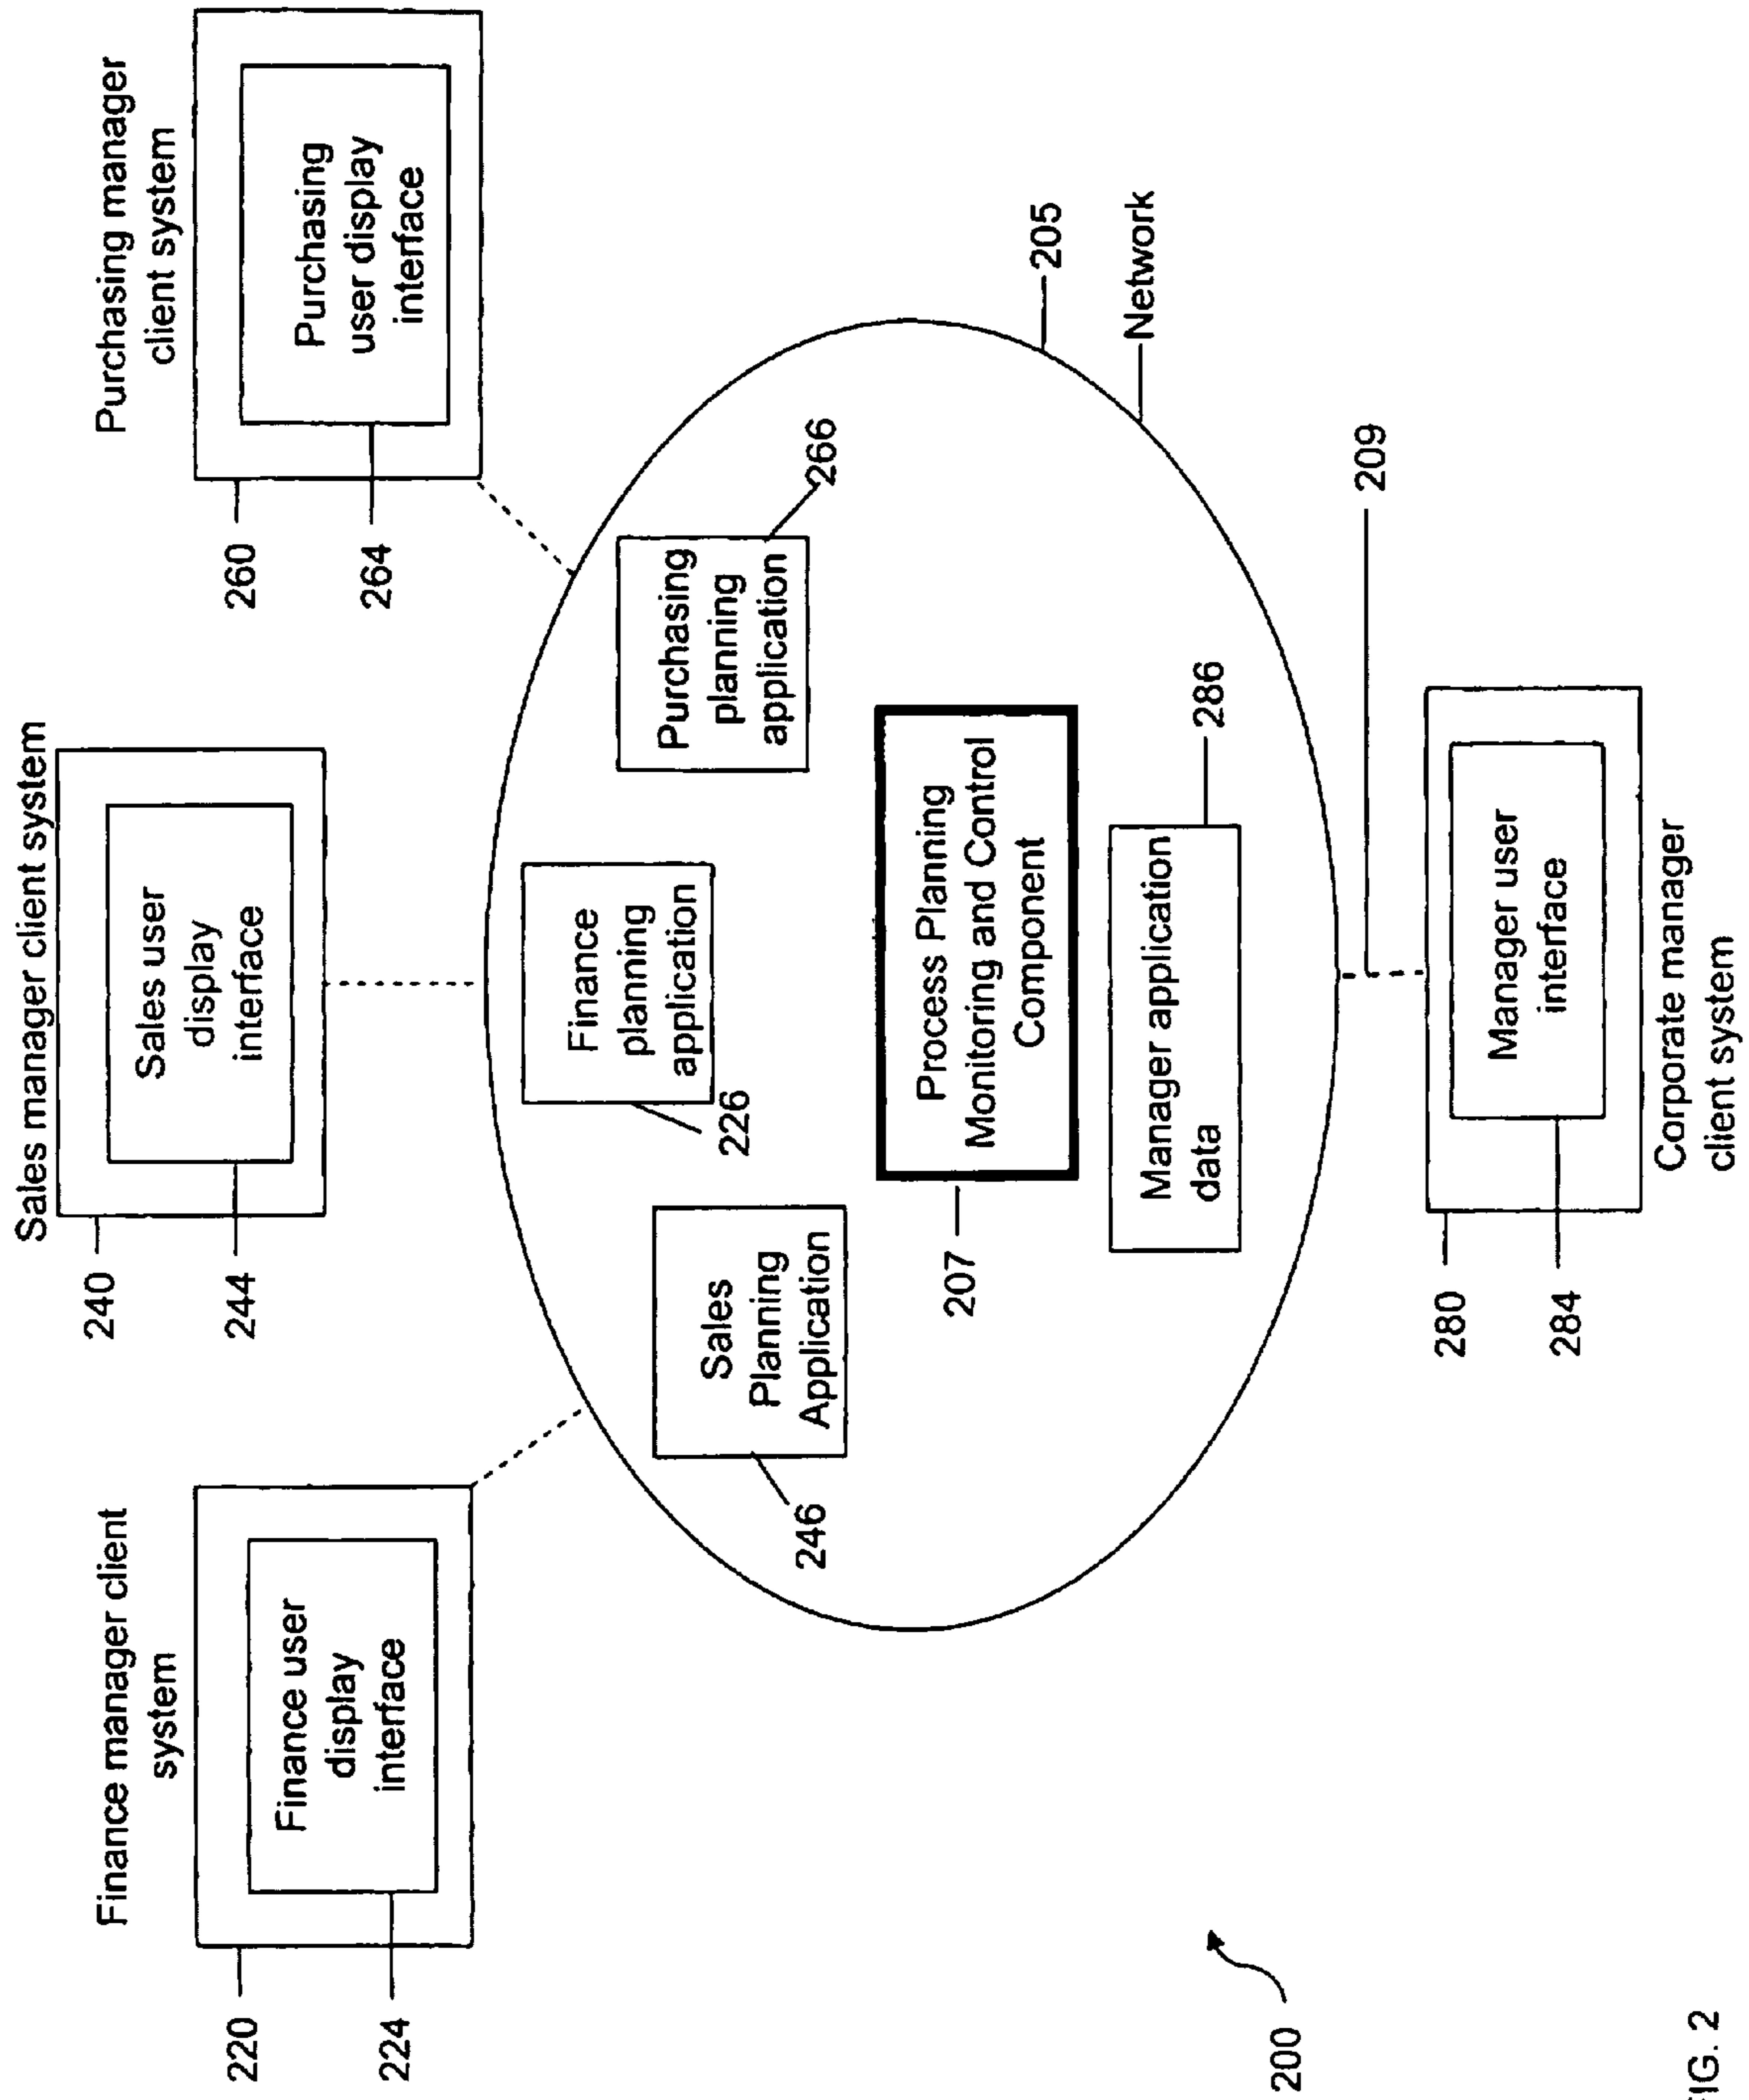 Sales manager client system
Finance manager client
system
Purchasing manager
client system
220
224
Finance user
display
interface
240
244
Sales user
display
interface
260
264
Purchasing
user display
interface
246
Sales
Planning
Application
226
Finance
planning
application
266
Purchasing
planning
application
205
Network
207
Process Planning
Monitoring and Control
Component
286
Manager application
data
209
280
284
Manager user
interface
Corporate manager
client system
200
FIG. 2